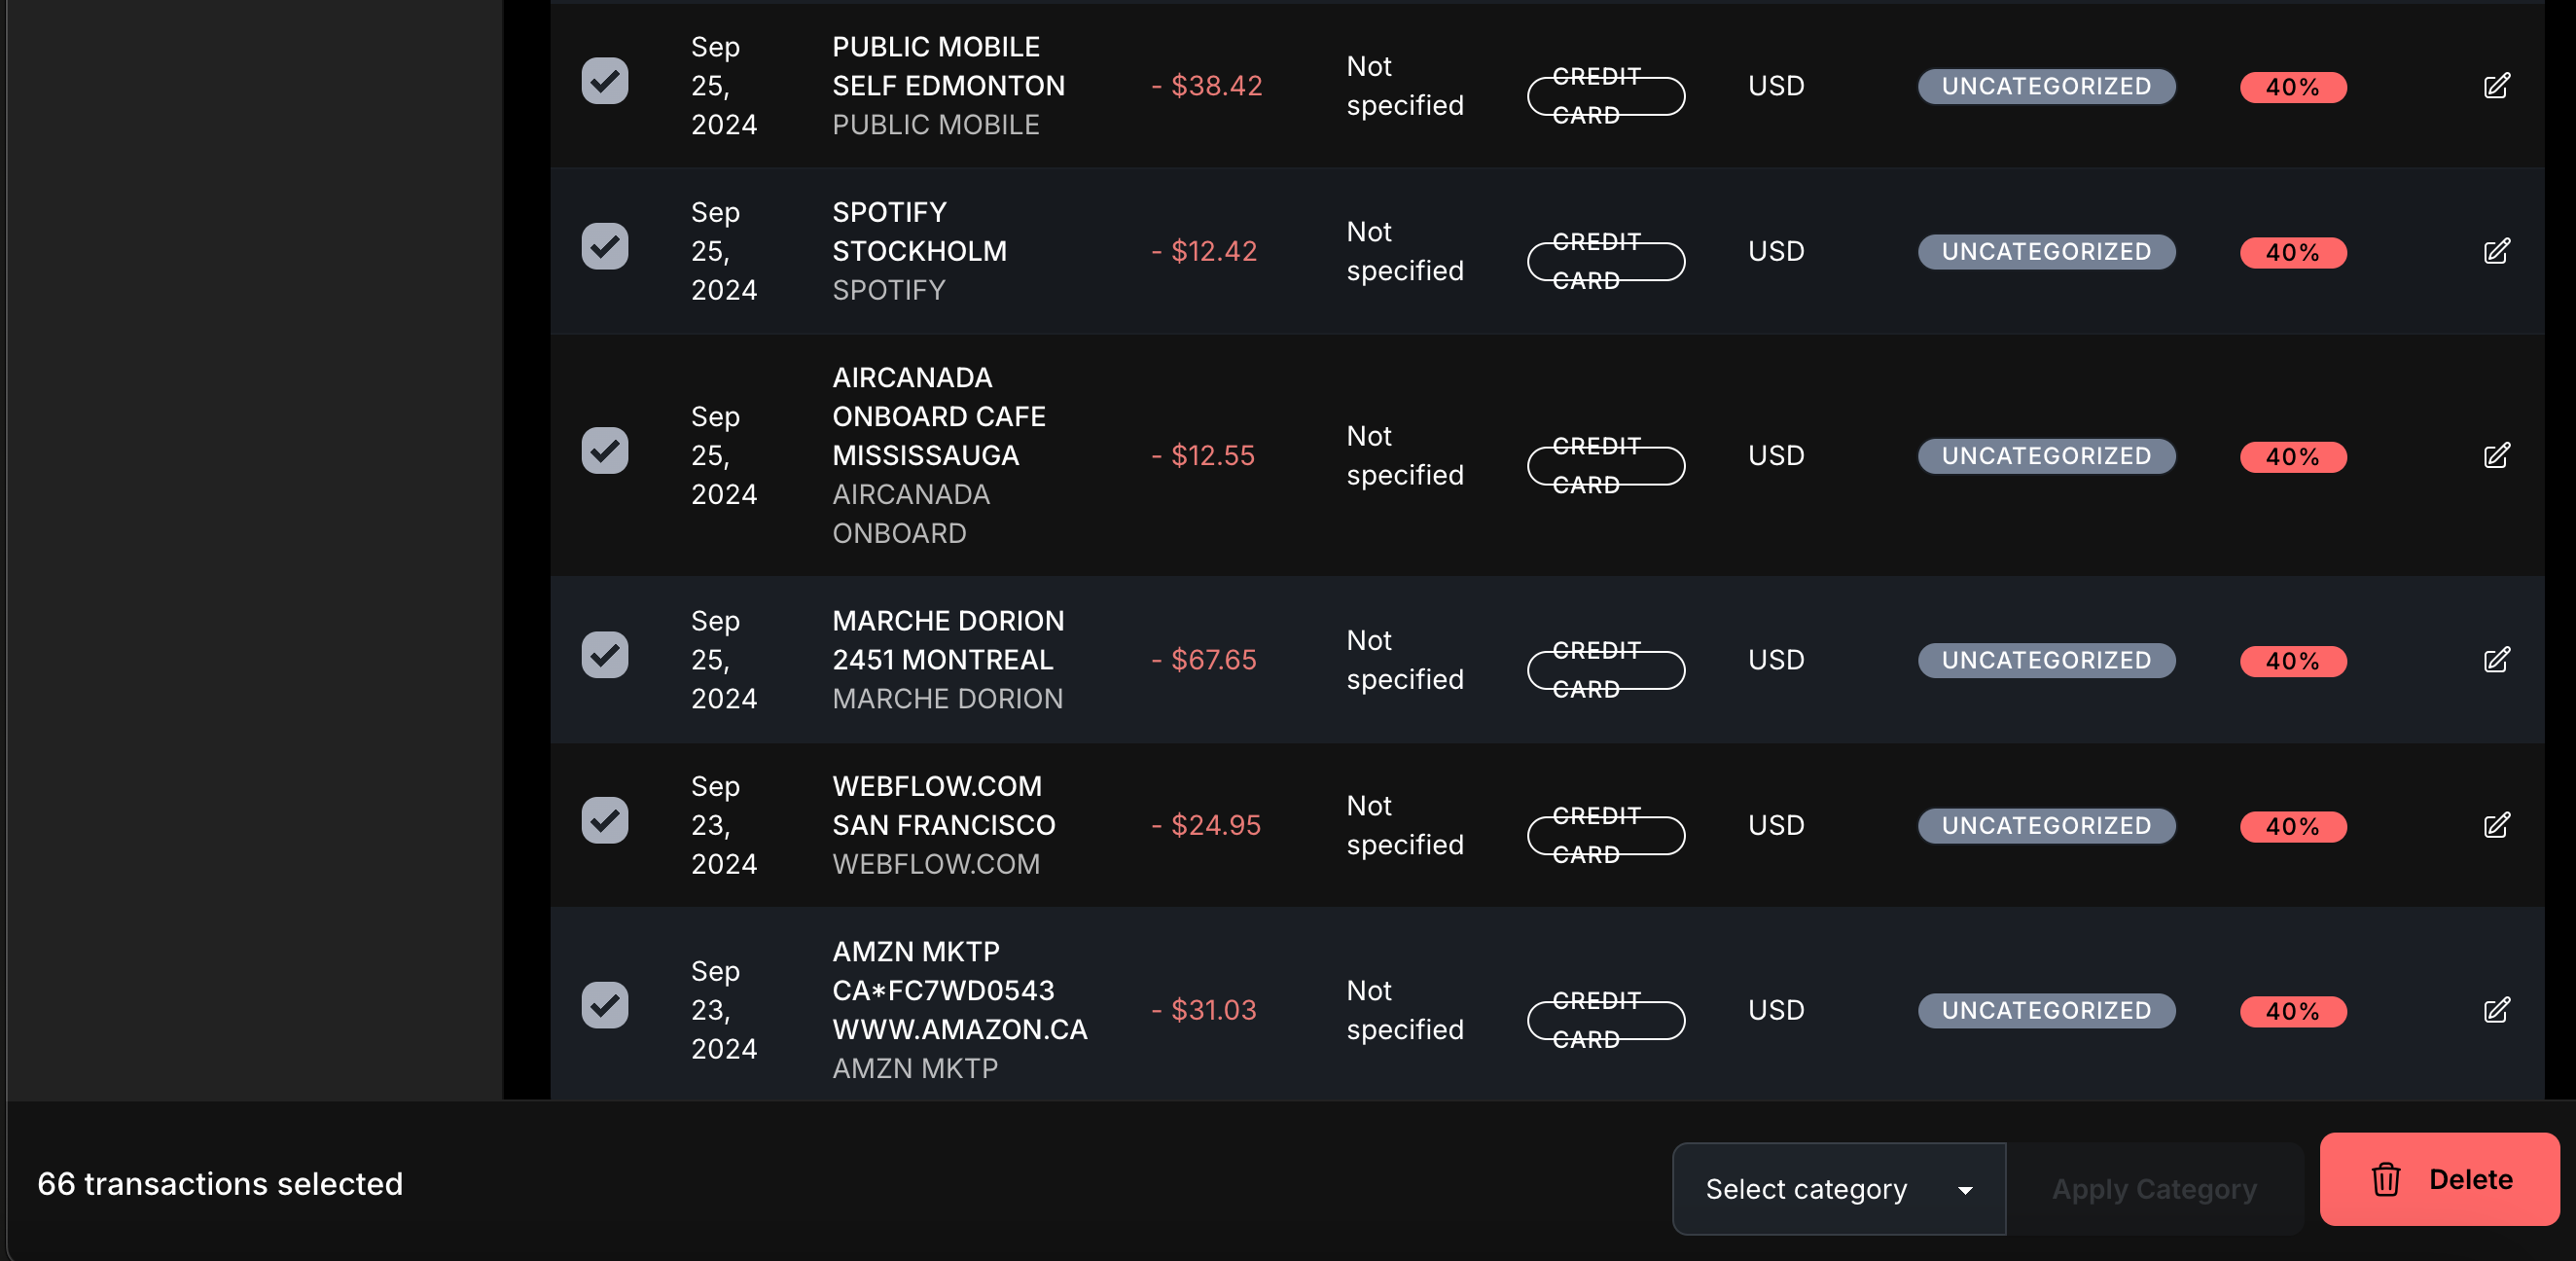 Sep 25, 2024
PUBLIC MOBILE
SELF EDMONTON
PUBLIC MOBILE
- $38.42
Not specified
CREDIT CARD
USD
UNCATEGORIZED
40%
Sep 25, 2024
SPOTIFY
STOCKHOLM
SPOTIFY
- $12.42
Not specified
CREDIT CARD
USD
UNCATEGORIZED
40%
Sep 25, 2024
AIRCANADA
ONBOARD CAFE
MISSISSAUGA
AIRCANADA
ONBOARD
- $12.55
Not specified
CREDIT CARD
USD
UNCATEGORIZED
40%
Sep 25, 2024
MARCHE DORION
2451 MONTREAL
MARCHE DORION
- $67.65
Not specified
CREDIT CARD
USD
UNCATEGORIZED
40%
Sep 23, 2024
WEBFLOW.COM
SAN FRANCISCO
WEBFLOW.COM
- $24.95
Not specified
CREDIT CARD
USD
UNCATEGORIZED
40%
Sep 23, 2024
AMZN MKTP
CA*FC7WD0543
WWW.AMAZON.CA
AMZN MKTP
- $31.03
Not specified
CREDIT CARD
USD
UNCATEGORIZED
40%
66 transactions selected
Select category
Apply Category
Delete